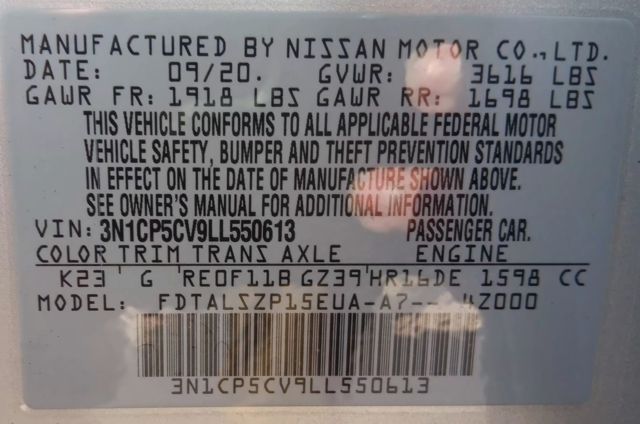 MANUFACTURED BY NISSAN MOTOR CO., LTD.
DATE: 09/20. GVWR: 3616 LBS
GAWR FR: 1918 LBS GAWR RR: 1698 LBS
THIS VEHICLE CONFORMS TO ALL APPLICABLE FEDERAL MOTOR
VEHICLE SAFETY, BUMPER AND THEFT PREVENTION STANDARDS
IN EFFECT ON THE DATE OF MANUFACTURE SHOWN ABOVE.
SEE OWNER'S MANUAL FOR ADDITIONAL INFORMATION.
VIN: 3N1CP5CV9LL550613 PASSENGER CAR.
COLOR TRIM TRANS AXLE ENGINE
K23 G RE0F11B GZ39 HR16DE 1598 CC
MODEL: FDTALSZP15EUA-A7-- 4Z000
3N1CP5CV9LL550613